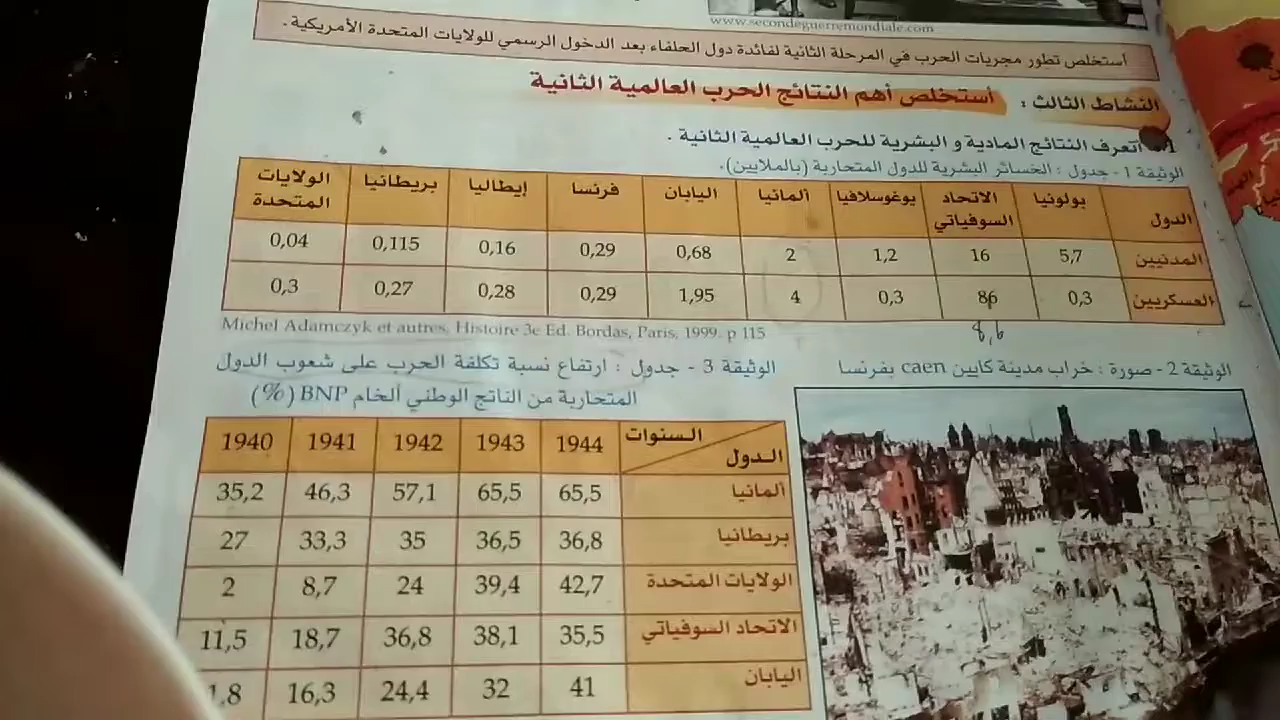 www.secondeguerremondiale.com
أستخلص تطور مجريات الحرب في المرحلة الثانية لفائدة دول الحلفاء بعد الدخول الرسمي للولايات المتحدة الأمريكية.
النشاط الثالث : أستخلص أهم النتائج الحرب العالمية الثانية
1 أتعرف النتائج المادية و البشرية للحرب العالمية الثانية .
الوثيقة 1 - جدول : الخسائر البشرية للدول المتحاربة (بالملايين).
الدول بولونيا الاتحاد السوفياتي يوغوسلافيا ألمانيا اليابان فرنسا إيطاليا بريطانيا الولايات المتحدة
المدنيين 5,7 16 1,2 2 0,68 0,29 0,16 0,115 0,04
العسكريين 0,3 86 0,3 4 1,95 0,29 0,28 0,27 0,3
8,6
Michel Adamczyk et autres, Histoire 3e Ed. Bordas, Paris, 1999. p 115
الوثيقة 2 - صورة : خراب مدينة كايين caen بفرنسا
الوثيقة 3 - جدول : ارتفاع نسبة تكلفة الحرب على شعوب الدول
المتحاربة من الناتج الوطني الخام BNP (%)
السنوات 1944 1943 1942 1941 1940
الدول
ألمانيا 65,5 65,5 57,1 46,3 35,2
بريطانيا 36,8 36,5 35 33,3 27
الولايات المتحدة 42,7 39,4 24 8,7 2
الاتحاد السوفياتي 35,5 38,1 36,8 18,7 11,5
اليابان 41 32 24,4 16,3